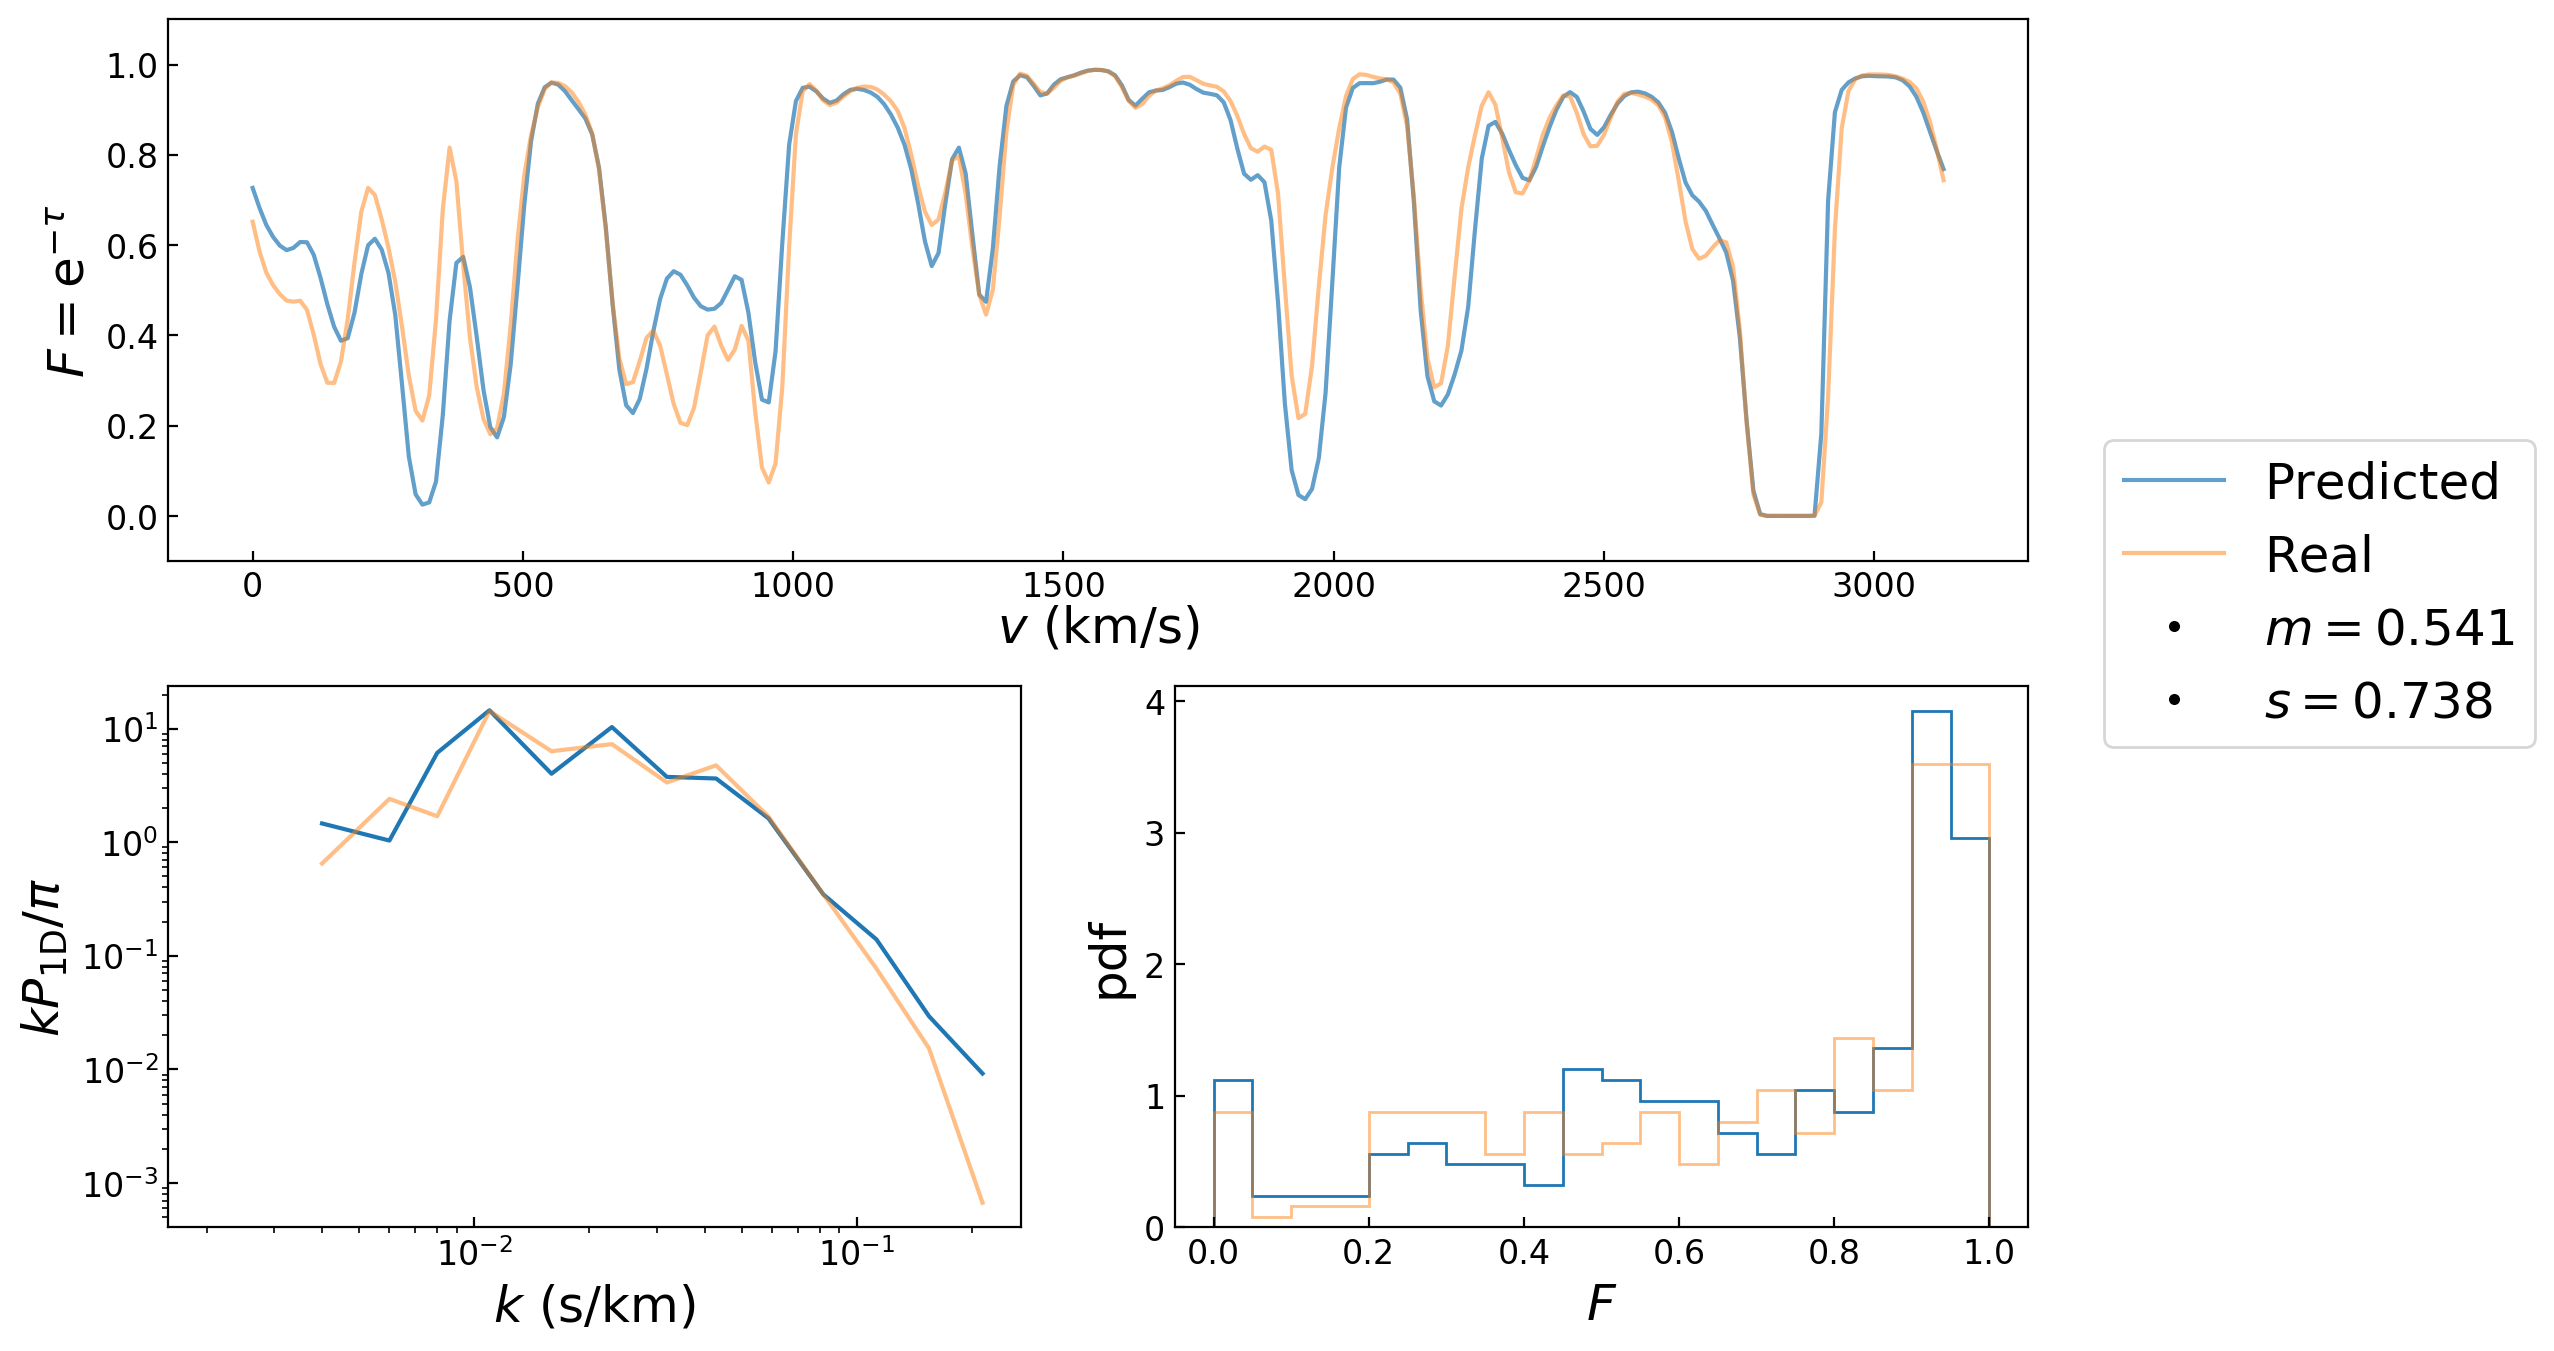 1.0
0.8
0.6
0.4
0.2
0.0
F = e^{−τ}
0 500 1000 1500 2000 2500 3000
v (km/s)
Predicted
Real
m = 0.541
s = 0.738
10^1
10^0
10^{−1}
10^{−2}
10^{−3}
kP_{1D}/π
10^{−2} 10^{−1}
k (s/km)
4
3
2
1
0
pdf
0.0 0.2 0.4 0.6 0.8 1.0
F